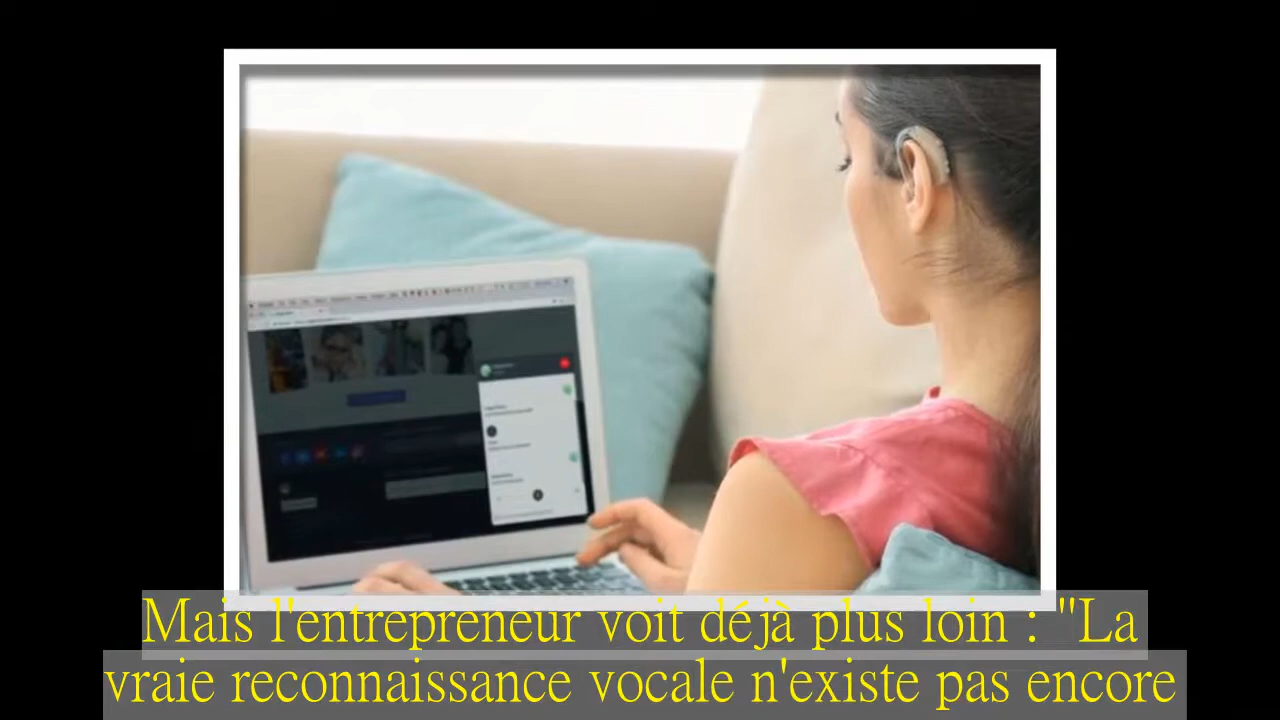 Mais l'entrepreneur voit déjà plus loin : "La
vraie reconnaissance vocale n'existe pas encore